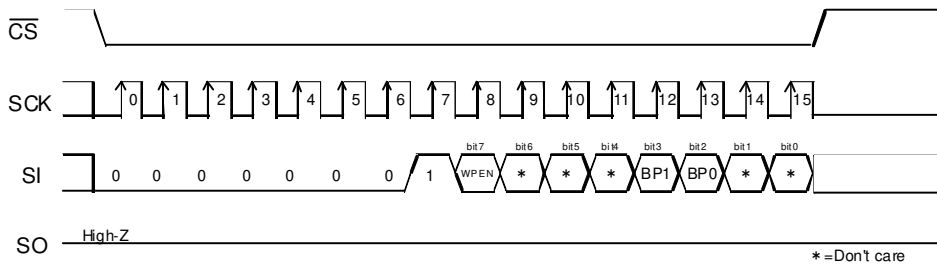 CS
SCK 0 1 2 3 4 5 6 7 8 9 10 11 12 13 14 15
bit7 bit6 bit5 bit4 bit3 bit2 bit1 bit0
SI 0 0 0 0 0 0 0 1 WPEN * * * BP1 BP0 * *
High-Z
SO
*=Don't care